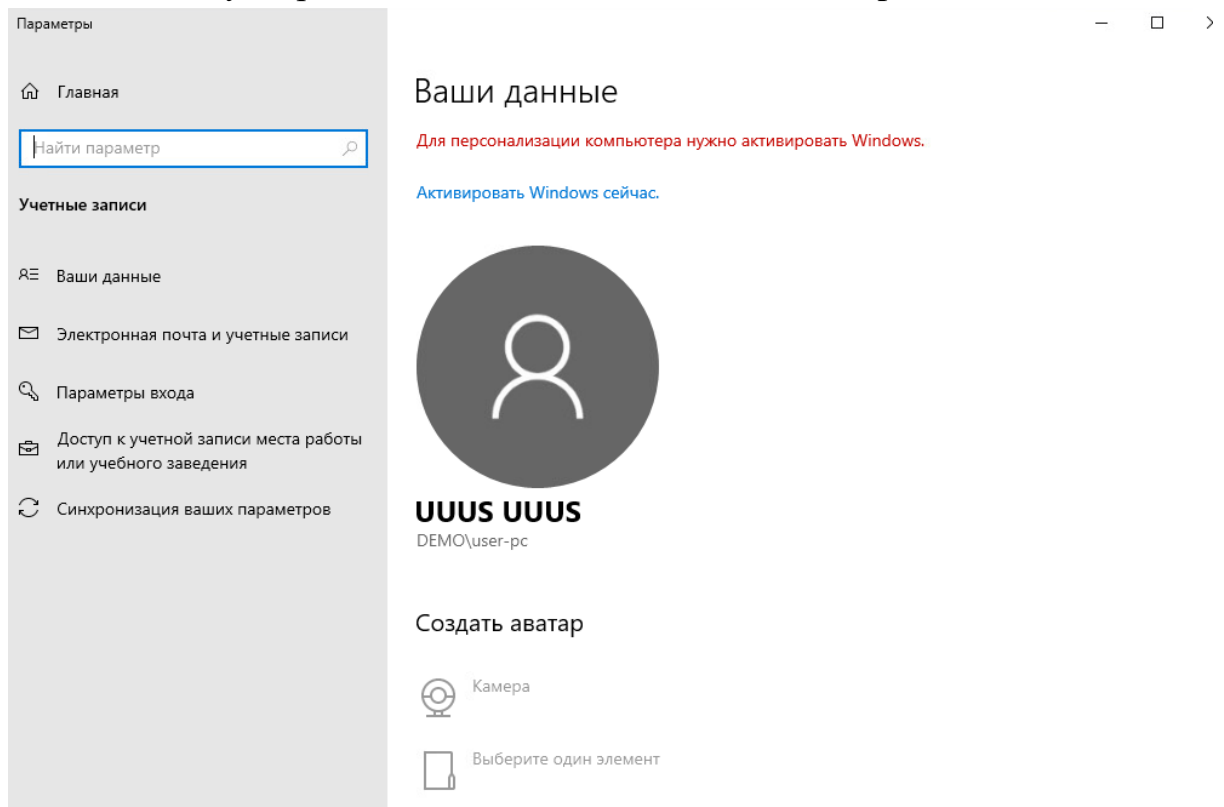 Параметры
Главная
Найти параметр
Учетные записи
Ваши данные
Электронная почта и учетные записи
Параметры входа
Доступ к учетной записи места работы
или учебного заведения
Синхронизация ваших параметров
Ваши данные
Для персонализации компьютера нужно активировать Windows.
Активировать Windows сейчас.
UUUS UUUS
DEMO\user-pc
Создать аватар
Камера
Выберите один элемент